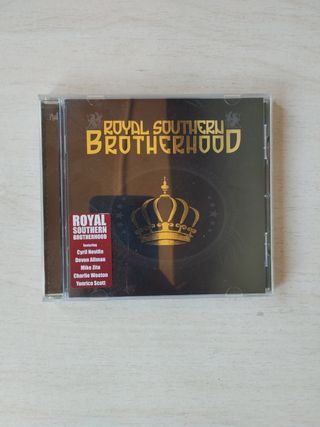 ROYAL SOUTHERN
BROTHERHOOD
ROYAL
SOUTHERN
BROTHERHOOD
featuring
Cyril Neville
Devon Allman
Mike Zito
Charlie Wooton
Yonrico Scott